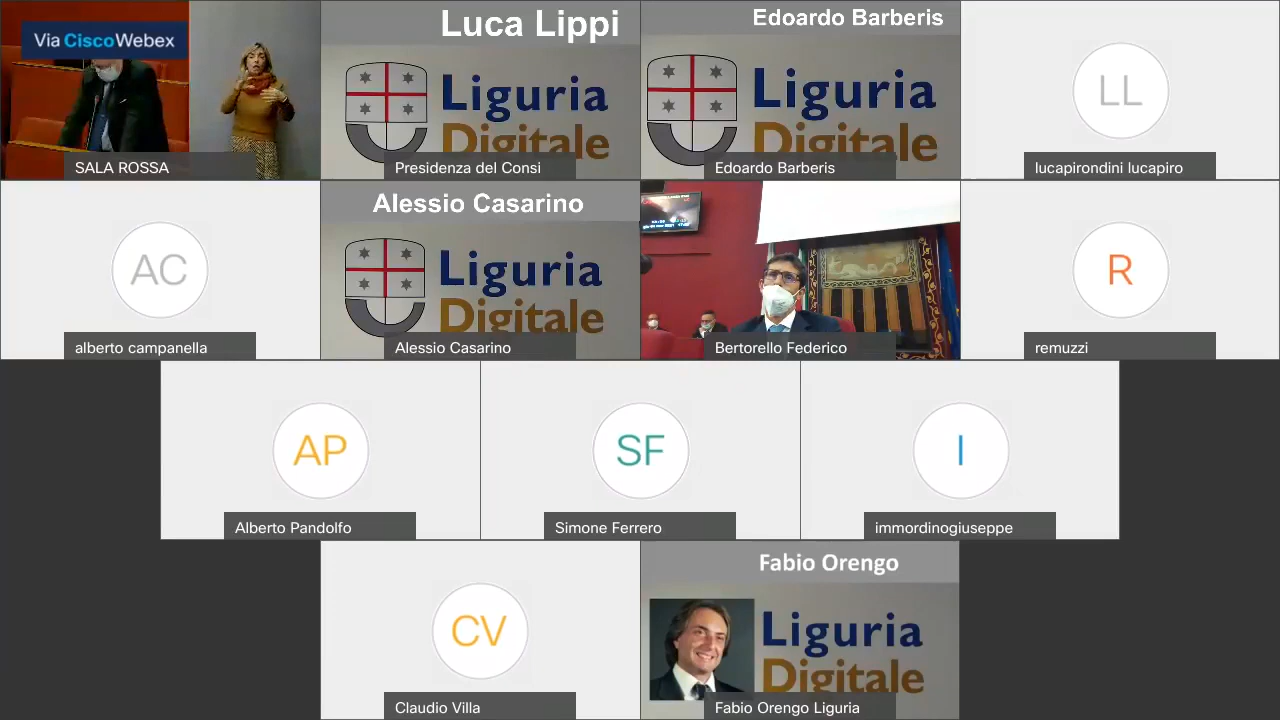 Via Cisco Webex
SALA ROSSA
Luca Lippi
Liguria
Digitale
Presidenza del Consi
Edoardo Barberis
Liguria
Digitale
Edoardo Barberis
LL
lucapirondini lucapiro
AC
alberto campanella
Alessio Casarino
Liguria
Digitale
Alessio Casarino
Bertorello Federico
R
remuzzi
AP
Alberto Pandolfo
SF
Simone Ferrero
I
immordinogiuseppe
CV
Claudio Villa
Fabio Orengo
Liguria
Digitale
Fabio Orengo Liguria